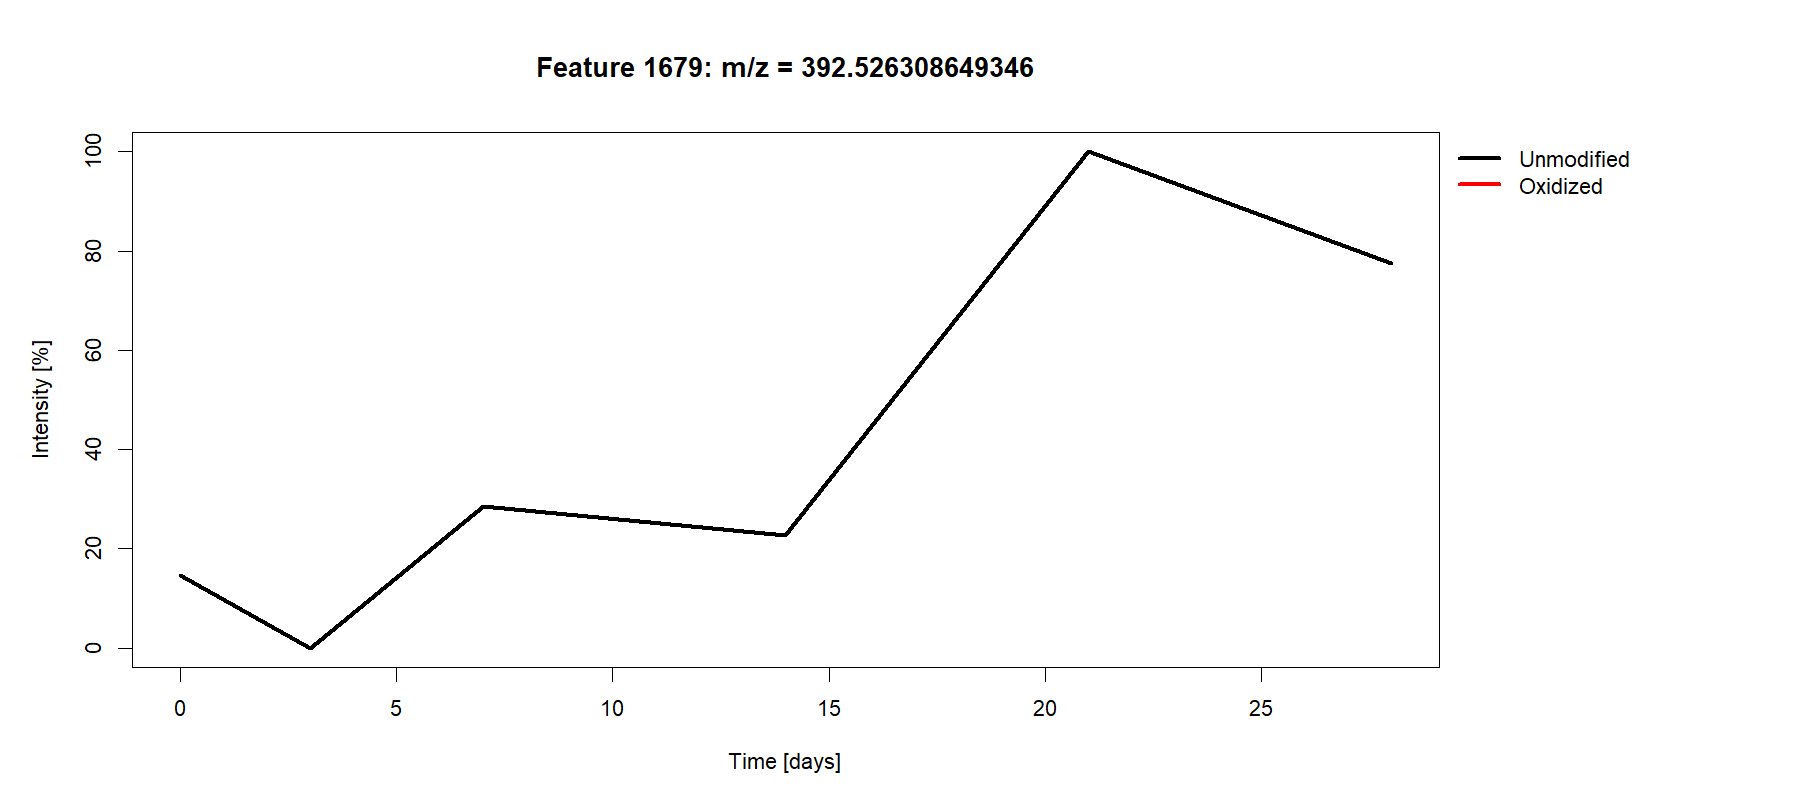 Feature 1679: m/z = 392.526308649346
100
80
60
40
20
0
Intensity [%]
Unmodified
Oxidized
0 5 10 15 20 25
Time [days]